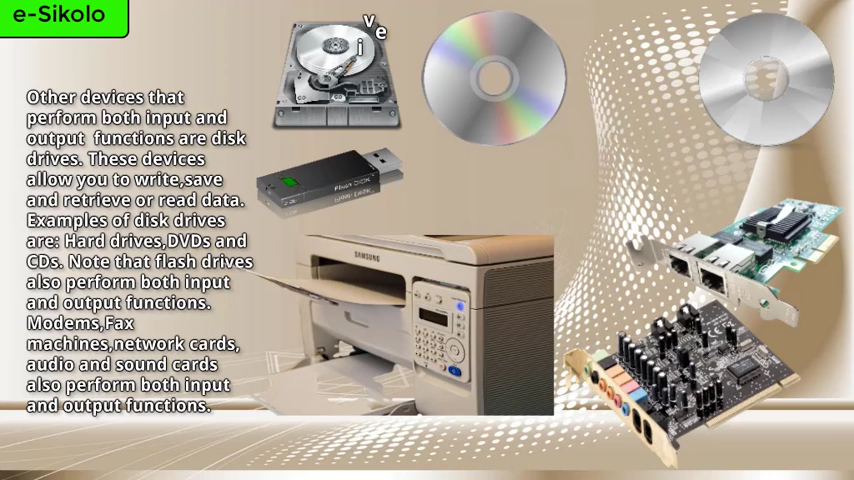 e-Sikolo
v
e
i
Other devices that
perform both input and
output  functions are disk
drives. These devices
allow you to write,save
and retrieve or read data.
Examples of disk drives
are: Hard drives,DVDs and
CDs. Note that flash drives
also perform both input
and output functions.
Modems,Fax
machines,network cards,
audio and sound cards
also perform both input
and output functions.
SAMSUNG